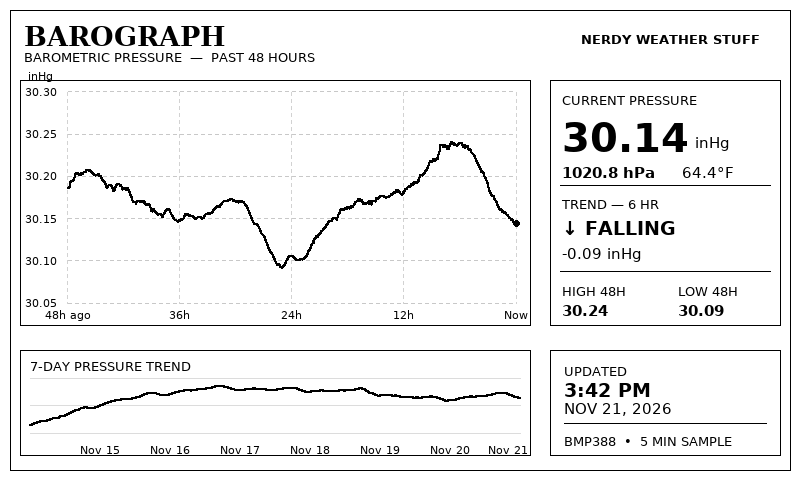 BAROGRAPH
BAROMETRIC PRESSURE — PAST 48 HOURS
NERDY WEATHER STUFF
inHg
30.30
30.25
30.20
30.15
30.10
30.05
48h ago 36h 24h 12h Now
CURRENT PRESSURE
30.14 inHg
1020.8 hPa 64.4°F
TREND — 6 HR
↓ FALLING
-0.09 inHg
HIGH 48H LOW 48H
30.24 30.09
7-DAY PRESSURE TREND
Nov 15 Nov 16 Nov 17 Nov 18 Nov 19 Nov 20 Nov 21
UPDATED
3:42 PM
NOV 21, 2026
BMP388 • 5 MIN SAMPLE